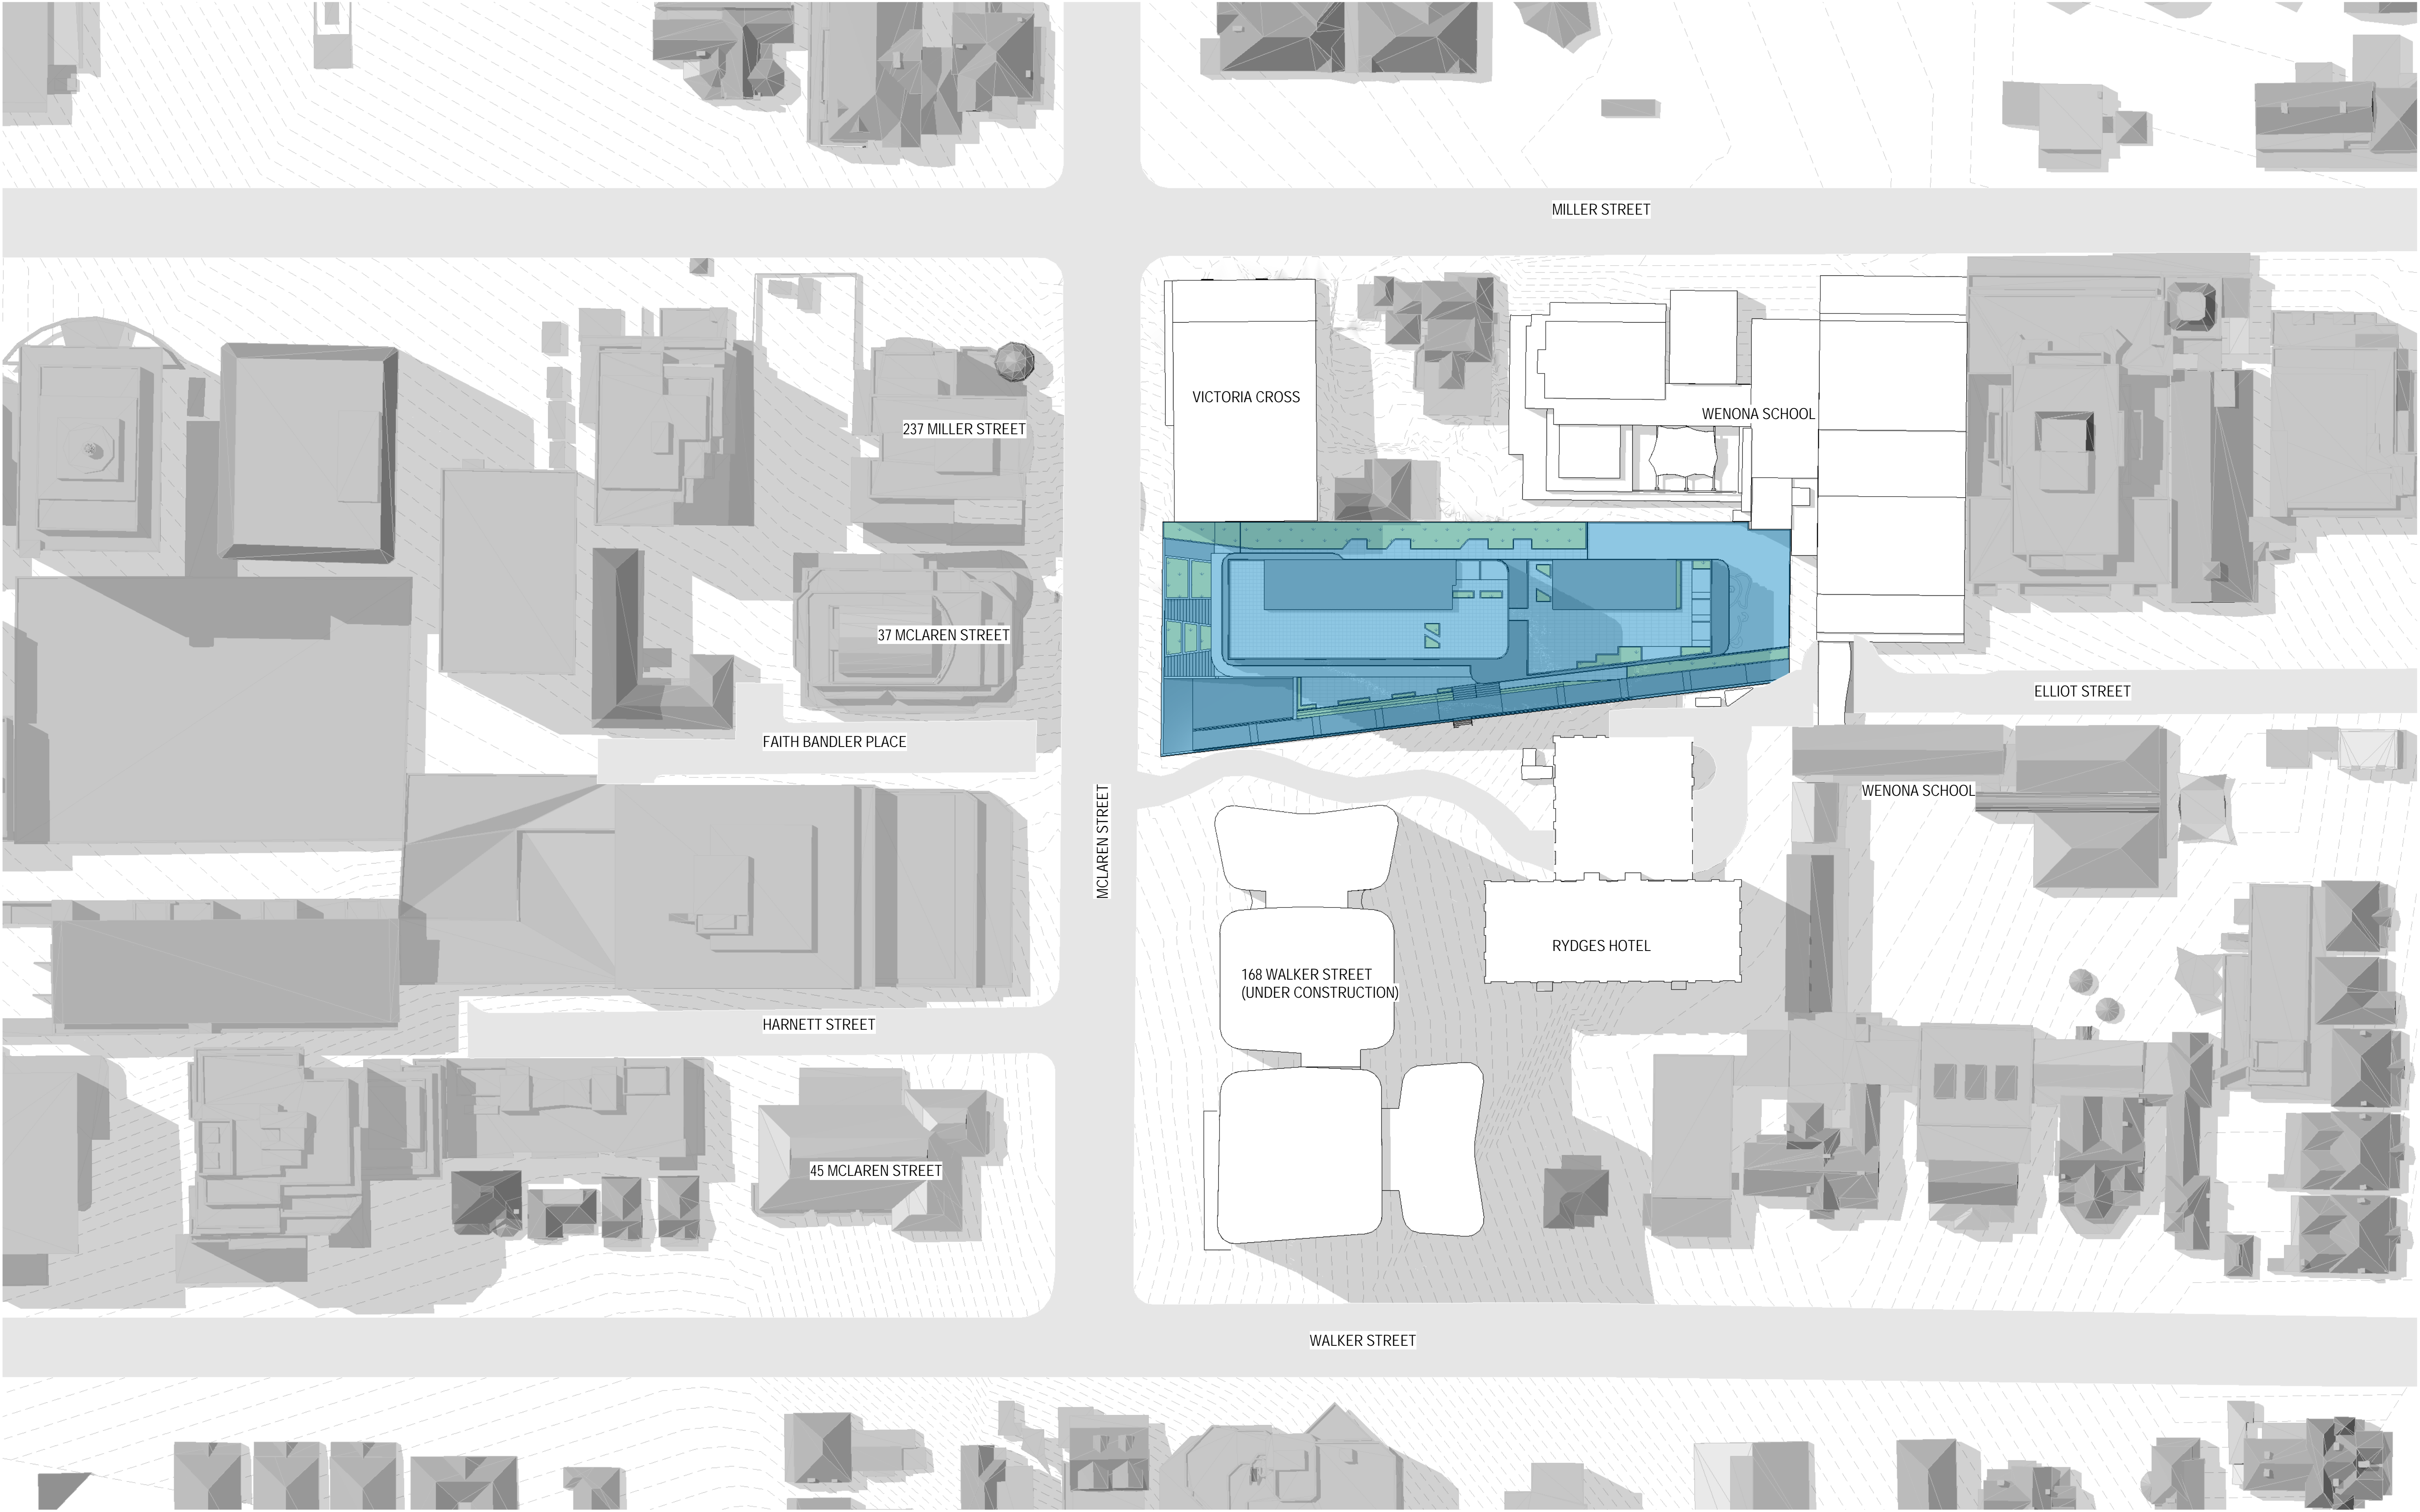 MILLER STREET
VICTORIA CROSS
WENONA SCHOOL
237 MILLER STREET
37 MCLAREN STREET
ELLIOT STREET
FAITH BANDLER PLACE
MCLAREN STREET
WENONA SCHOOL
RYDGES HOTEL
168 WALKER STREET
(UNDER CONSTRUCTION)
HARNETT STREET
45 MCLAREN STREET
WALKER STREET